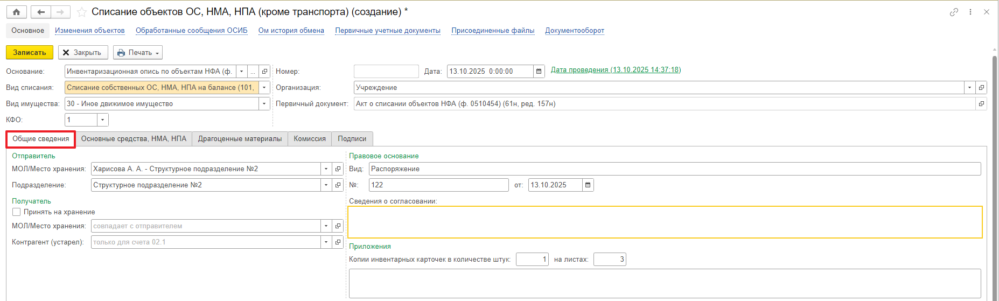 Списание объектов ОС, НМА, НПА (кроме транспорта) (создание) *
Основное Изменения объектов Обработанные сообщения ОСИБ Ом история обмена Первичные учетные документы Присоединенные файлы Документооборот
Записать Закрыть Печать
Основание: Инвентаризационная опись по объектам НФА (ф. ... Номер: Дата: 13.10.2025 0:00:00 Дата проведения (13.10.2025 14:37:18)
Вид списания: Списание собственных ОС, НМА, НПА на балансе (101, Организация: Учреждение
Вид имущества: 30 - Иное движимое имущество Первичный документ: Акт о списании объектов НФА (ф. 0510454) (61н, ред. 157н)
КФО: 1
Общие сведения Основные средства, НМА, НПА Драгоценные материалы Комиссия Подписи
Отправитель Правовое основание
МОЛ/Место хранения: Харисова А. А. - Структурное подразделение №2 Вид: Распоряжение
Подразделение: Структурное подразделение №2 №: 122 от: 13.10.2025
Получатель Сведения о согласовании:
Принять на хранение
МОЛ/Место хранения: совпадает с отправителем
Контрагент (устарел): только для счета 02.1 Приложения
Копии инвентарных карточек в количестве штук: 1 на листах: 3